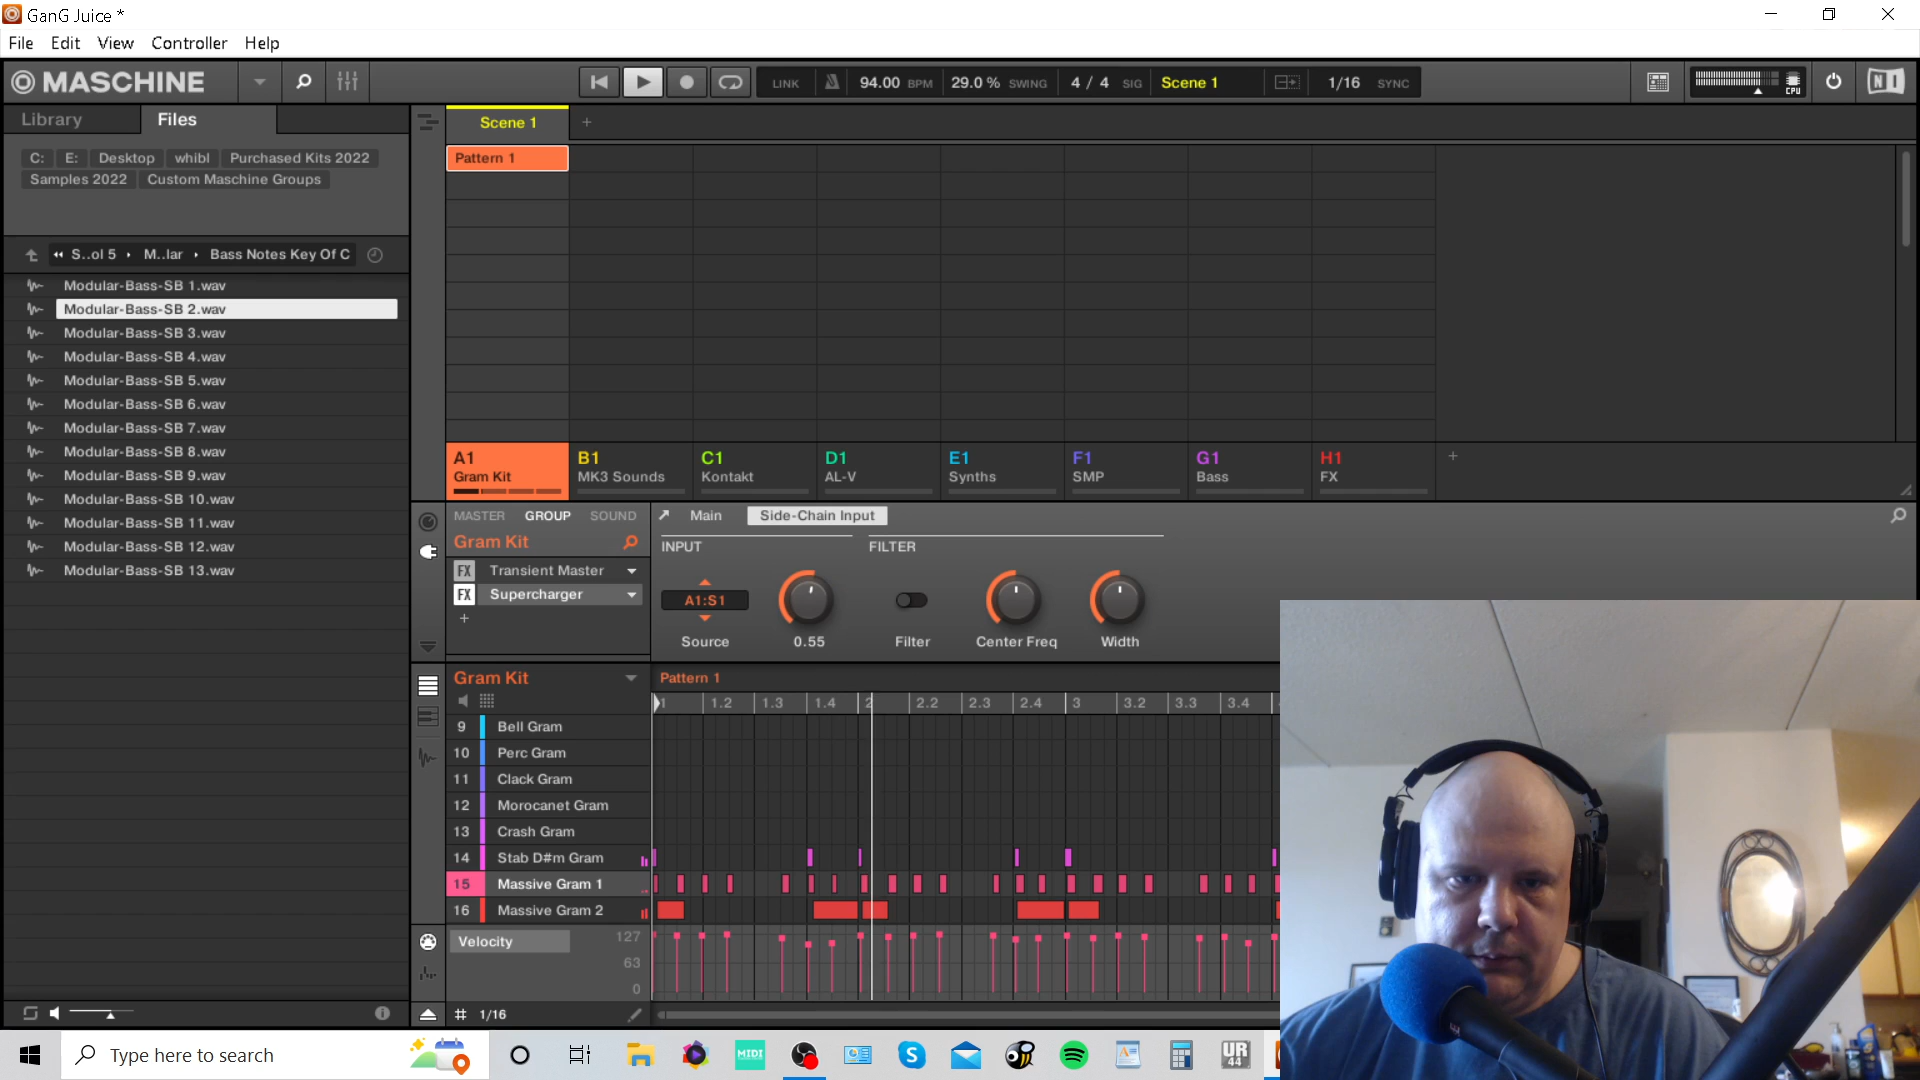 GanG Juice *
File Edit View Controller Help
MASCHINE
LINK 94.00 BPM 29.0 % SWING 4 / 4 SIG Scene 1 1/16 SYNC
CPU
Library Files
C: E: Desktop whibl Purchased Kits 2022
Samples 2022 Custom Maschine Groups
S..ol 5 M..lar Bass Notes Key Of C
Modular-Bass-SB 1.wav
Modular-Bass-SB 2.wav
Modular-Bass-SB 3.wav
Modular-Bass-SB 4.wav
Modular-Bass-SB 5.wav
Modular-Bass-SB 6.wav
Modular-Bass-SB 7.wav
Modular-Bass-SB 8.wav
Modular-Bass-SB 9.wav
Modular-Bass-SB 10.wav
Modular-Bass-SB 11.wav
Modular-Bass-SB 12.wav
Modular-Bass-SB 13.wav
Scene 1 +
Pattern 1
A1 B1 C1 D1 E1 F1 G1 H1 +
Gram Kit MK3 Sounds Kontakt AL-V Synths SMP Bass FX
MASTER GROUP SOUND
Gram Kit
FX Transient Master
FX Supercharger
+
Main Side-Chain Input
INPUT FILTER
A1:S1
Source 0.55 Filter Center Freq Width
Gram Kit
Pattern 1
1 1.2 1.3 1.4 2 2.2 2.3 2.4 3 3.2 3.3 3.4
9 Bell Gram
10 Perc Gram
11 Clack Gram
12 Morocanet Gram
13 Crash Gram
14 Stab D#m Gram
15 Massive Gram 1
16 Massive Gram 2
Velocity 127
63
0
# 1/16
Type here to search
MIDI
UR
44